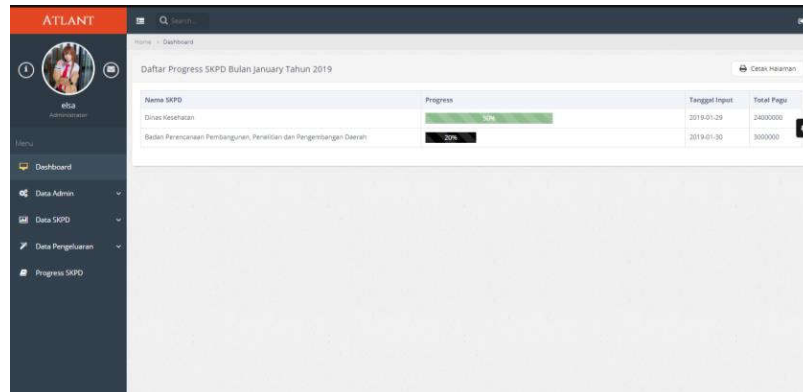 ATLANT
Search...
Home > Dashboard
Daftar Progress SKPD Bulan January Tahun 2019
Cetak Halaman
elsa
Administrator
Menu
Dashboard
Data Admin
Data SKPD
Data Pengeluaran
Progress SKPD
Nama SKPD Progress Tanggal Input Total Pagu
Dinas Kesehatan 50% 2019-01-29 24000000
Badan Perencanaan Pembangunan, Penelitian dan Pengembangan Daerah 20% 2019-01-30 3000000